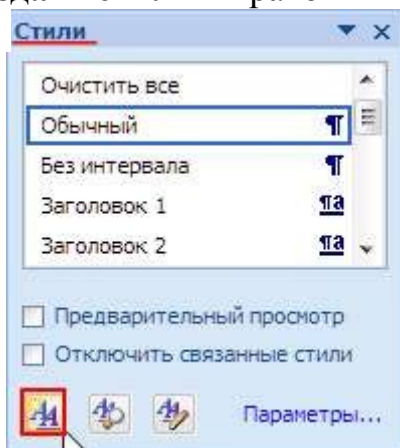 Стили
Очистить все
Обычный
Без интервала
Заголовок 1
Заголовок 2
Предварительный просмотр
Отключить связанные стили
Параметры...